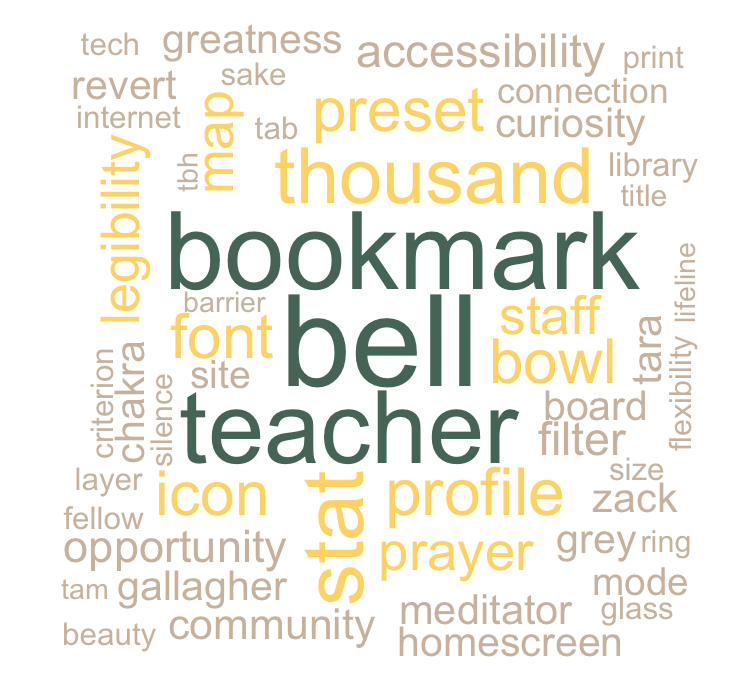 tech
greatness
accessibility
print
revert
sake
connection
internet
map
tab
preset
curiosity
tbh
legibility
thousand
library
title
bookmark
lifeline
barrier
bell
staff
font
bowl
tara
site
criterion
chakra
silence
flexibility
teacher
board
filter
layer
icon
stat
profile
size
zack
fellow
opportunity
prayer
grey
ring
tam
gallagher
mode
meditator
glass
beauty
community
homescreen